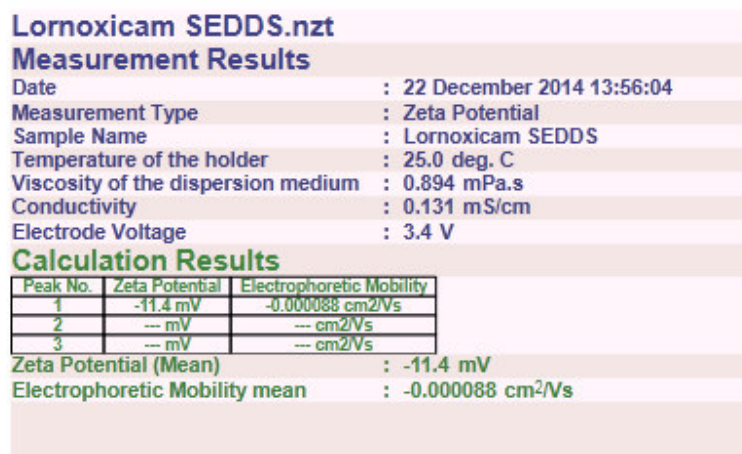 Lornoxicam SEDDS.nzt
Measurement Results
Date : 22 December 2014 13:56:04
Measurement Type : Zeta Potential
Sample Name : Lornoxicam SEDDS
Temperature of the holder : 25.0 deg. C
Viscosity of the dispersion medium : 0.894 mPa.s
Conductivity : 0.131 mS/cm
Electrode Voltage : 3.4 V
Calculation Results
Peak No. Zeta Potential Electrophoretic Mobility
1 -11.4 mV -0.000088 cm2/Vs
2 --- mV --- cm2/Vs
3 --- mV --- cm2/Vs
Zeta Potential (Mean) : -11.4 mV
Electrophoretic Mobility mean : -0.000088 cm²/Vs